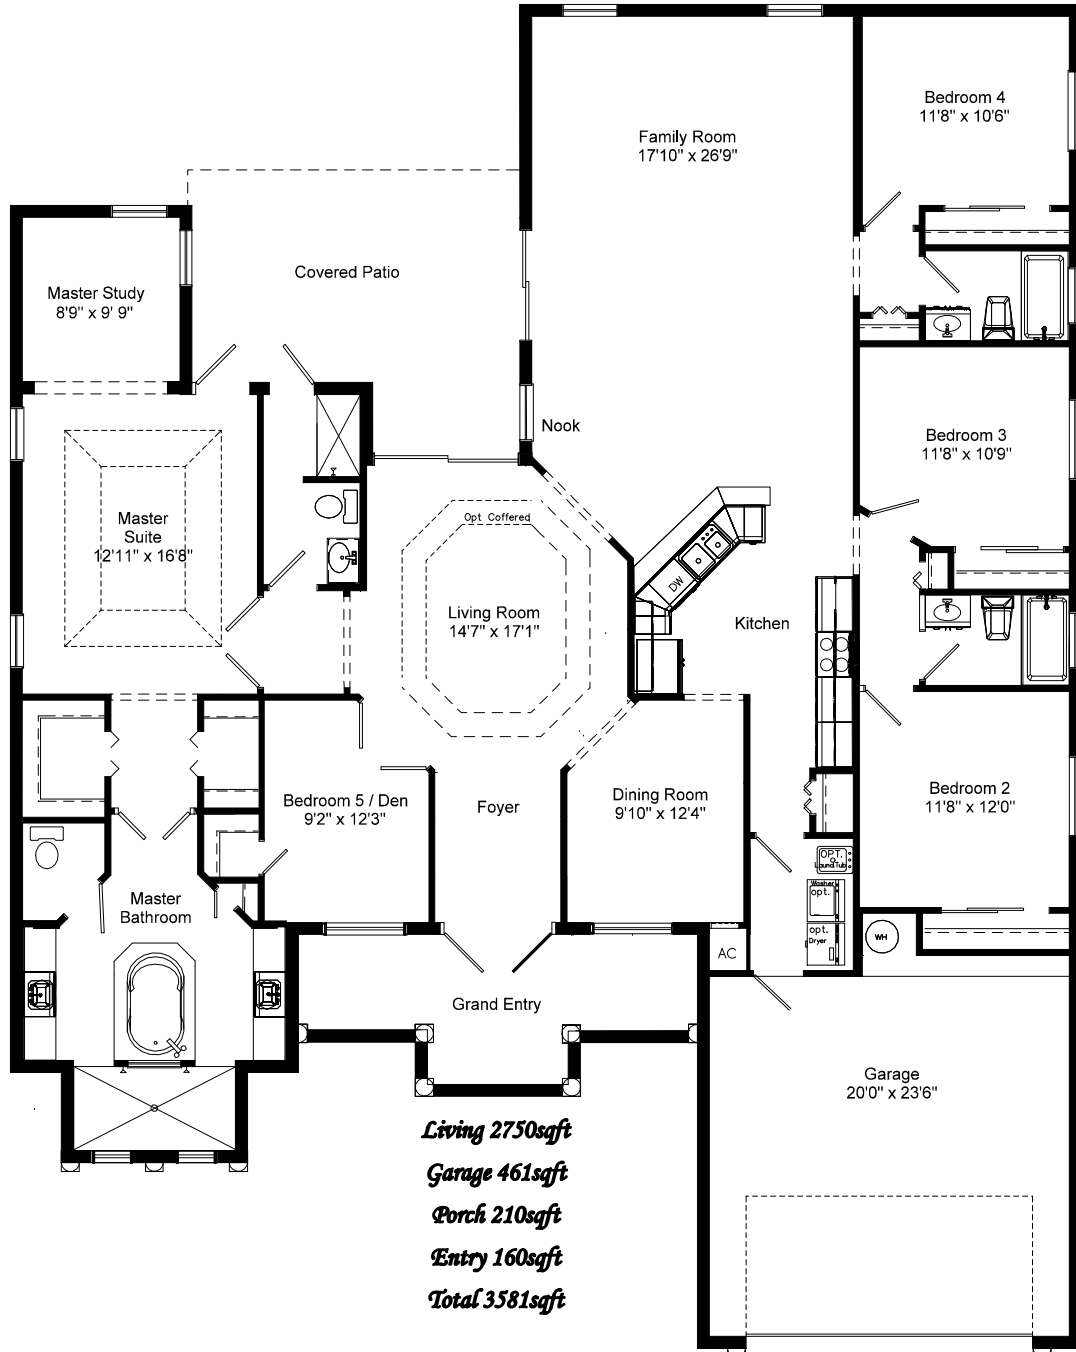 Bedroom 4
11'8" x 10'6"
Family Room
17'10" x 26'9"
Covered Patio
Master Study
8'9" x 9' 9"
Nook
Bedroom 3
11'8" x 10'9"
Opt Coffered
Master
Suite
12'11" x 16'8"
DW
Living Room
14'7" x 17'1"
Kitchen
Bedroom 5 / Den
9'2" x 12'3"
Foyer
Dining Room
9'10" x 12'4"
Bedroom 2
11'8" x 12'0"
OPT.
Laund.Tub
Washer
opt.
opt.
Dryer
Master
Bathroom
WH
AC
Grand Entry
Garage
20'0" x 23'6"
Living 2750sqft
Garage 461sqft
Porch 210sqft
Entry 160sqft
Total 3581sqft